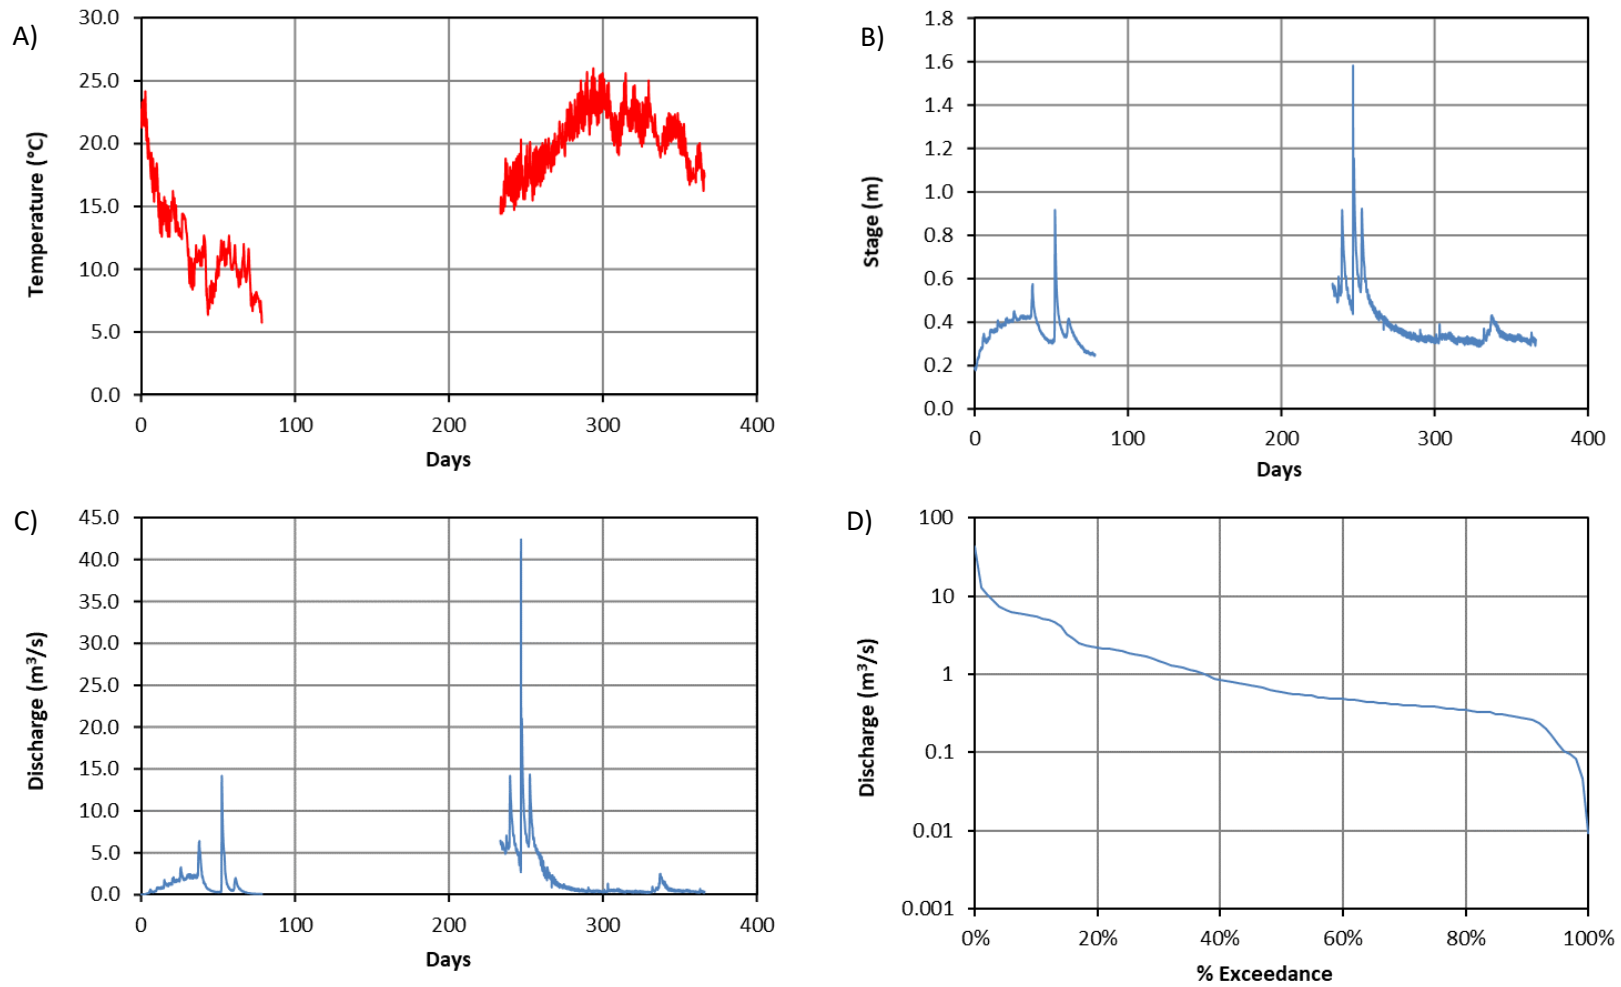 A)
30.0
25.0
20.0
15.0
10.0
5.0
0.0
Temperature (°C)
0 100 200 300 400
Days
B)
1.8
1.6
1.4
1.2
1.0
0.8
0.6
0.4
0.2
0.0
Stage (m)
0 100 200 300 400
Days
C)
45.0
40.0
35.0
30.0
25.0
20.0
15.0
10.0
5.0
0.0
Discharge (m³/s)
0 100 200 300 400
Days
D)
100
10
1
0.1
0.01
0.001
Discharge (m³/s)
0% 20% 40% 60% 80% 100%
% Exceedance